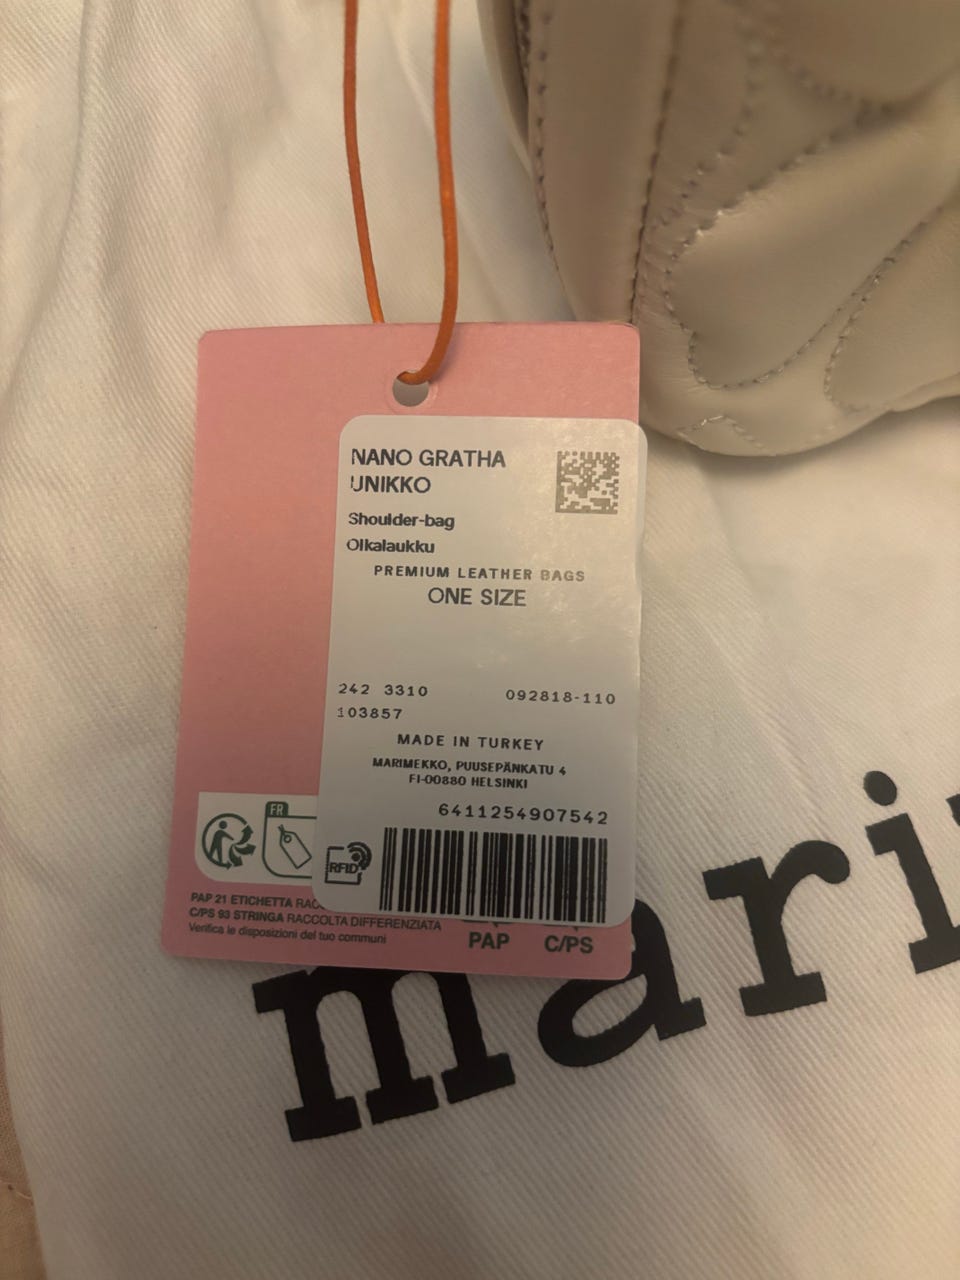 NANO GRATHA
UNIKKO
Shoulder-bag
Olkalaukku
PREMIUM LEATHER BAGS
ONE SIZE
242 3310 092818-110
103857
MADE IN TURKEY
MARIMEKKO, PUUSEPÄNKATU 4
FI-00880 HELSINKI
6411254907542
FR
RFID
PAP 21 ETICHETTA RAC
C/PS 93 STRINGA RACCOLTA DIFFERENZIATA
Verifica le disposizioni del tuo communi
PAP C/PS
mari